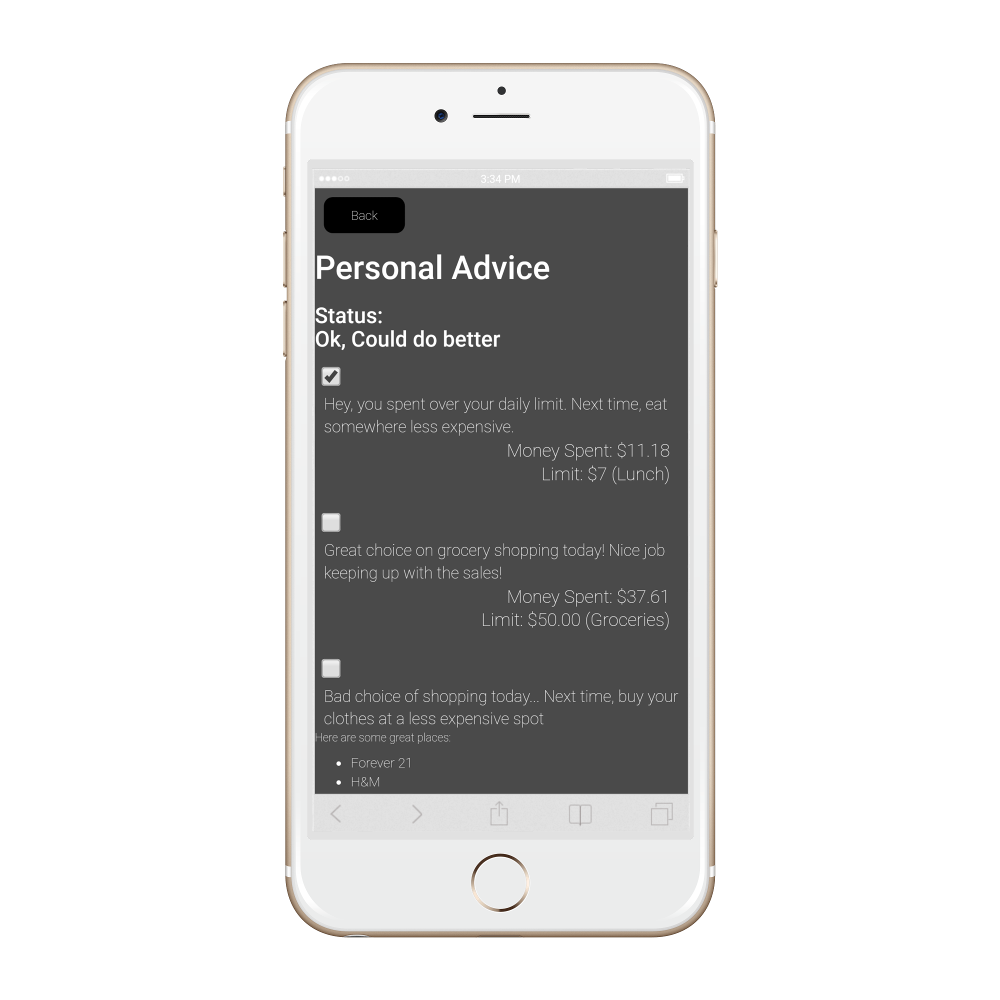 3:34 PM
Back
Personal Advice
Status:
Ok, Could do better
Hey, you spent over your daily limit. Next time, eat
somewhere less expensive.
Money Spent: $11.18
Limit: $7 (Lunch)
Great choice on grocery shopping today! Nice job
keeping up with the sales!
Money Spent: $37.61
Limit: $50.00 (Groceries)
Bad choice of shopping today... Next time, buy your
clothes at a less expensive spot
Here are some great places:
• Forever 21
• H&M